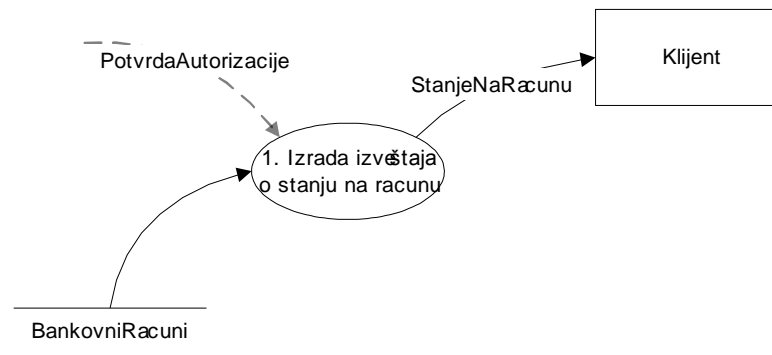 Klijent
PotvrdaAutorizacije
StanjeNaRacunu
1. Izrada izveštaja
o stanju na racunu
BankovniRacuni